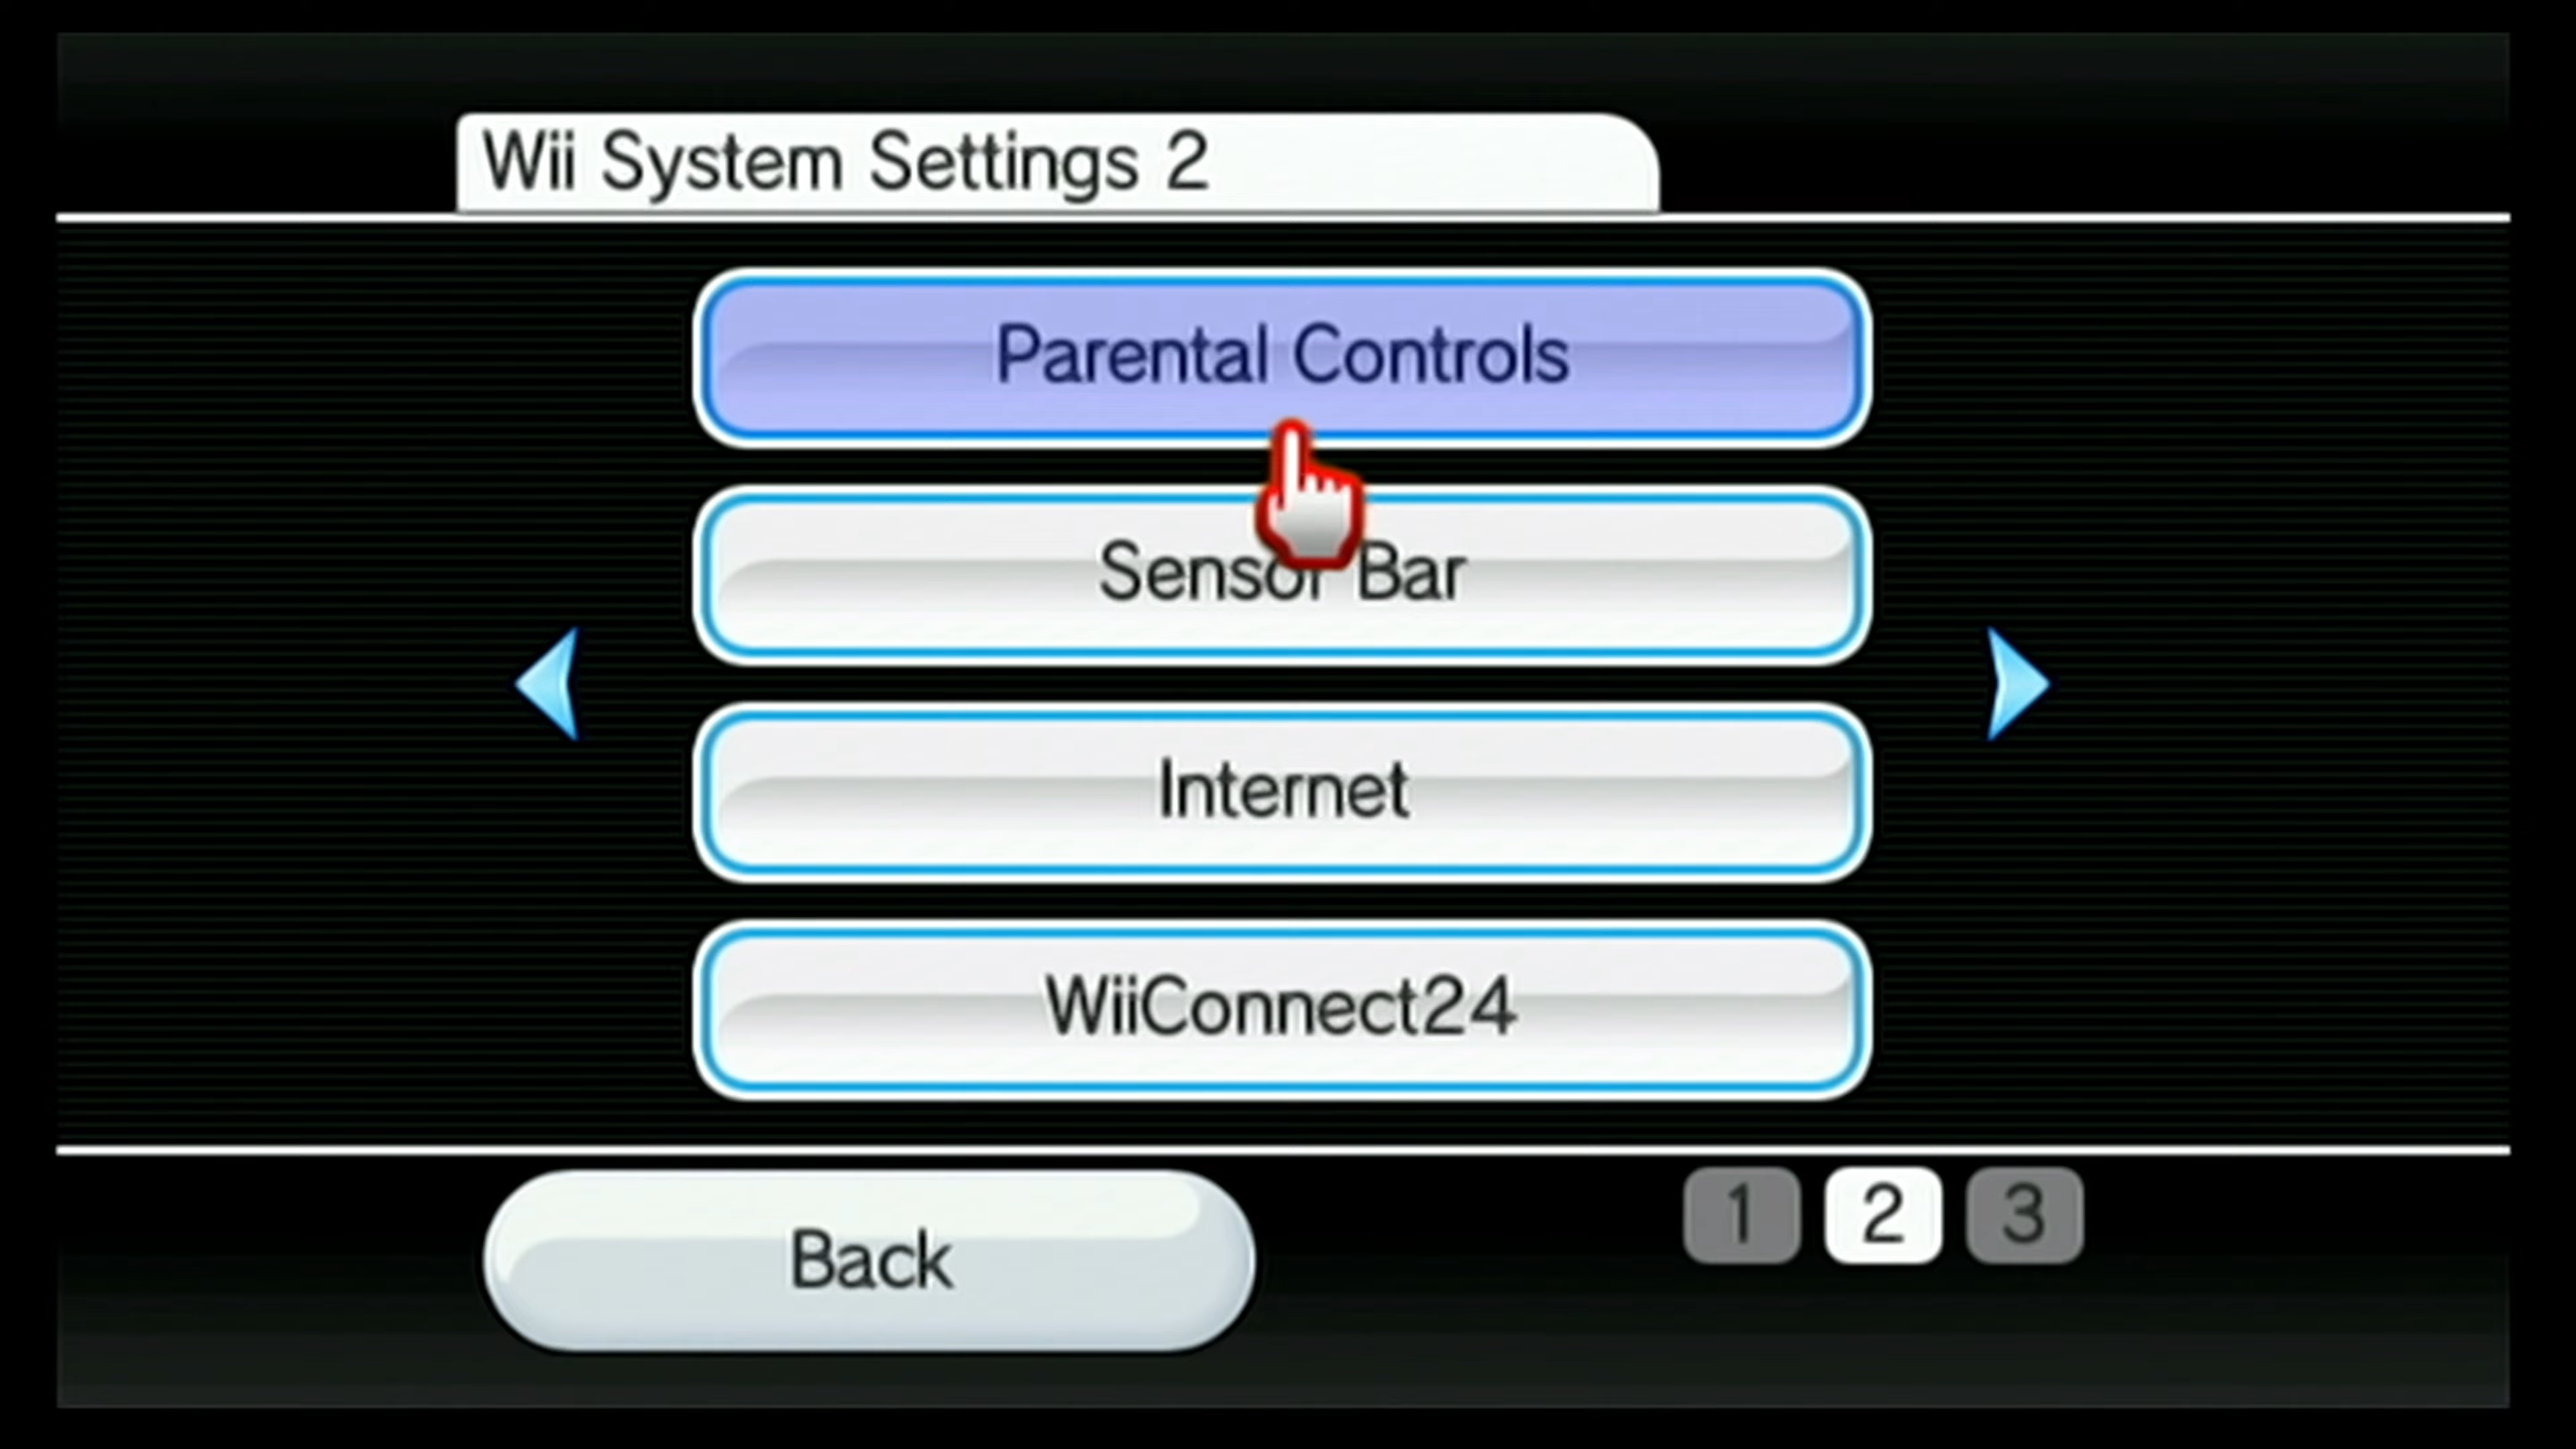 Wii System Settings 2
Parental Controls
Sensor Bar
Internet
WiiConnect24
Back
1 2 3